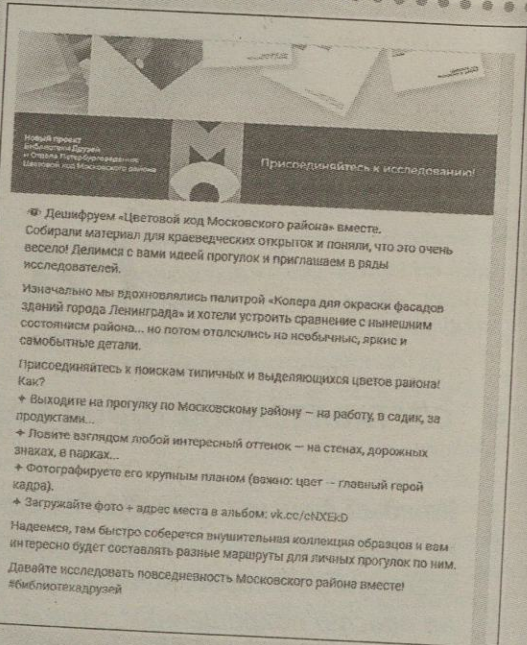 Новый проект
Библиотеки Друзей
и Отдела Петербурговедения
Цветовой код Московского района
Присоединяйтесь к исследованию!
Дешифруем «Цветовой код Московского района» вместе.
Собирали материал для краеведческих открыток и поняли, что это очень
весело! Делимся с вами идеей прогулок и приглашаем в ряды
исследователей.
Изначально мы вдохновлялись палитрой «Колера для окраски фасадов
зданий города Ленинграда» и хотели устроить сравнение с нынешним
состоянием района... но потом отвлеклись на необычные, яркие и
самобытные детали.
Присоединяйтесь к поискам типичных и выделяющихся цветов района!
Как?
+ Выходите на прогулку по Московскому району – на работу, в садик, за
продуктами...
+ Ловите взглядом любой интересный оттенок – на стенах, дорожных
знаках, в парках...
+ Фотографируете его крупным планом (важно: цвет – главный герой
кадра).
+ Загружайте фото + адрес места в альбом: vk.cc/cNXEkD
Надеемся, там быстро соберется внушительная коллекция образцов и вам
интересно будет составлять разные маршруты для личных прогулок по ним.
Давайте исследовать повседневность Московского района вместе!
#библиотекадрузей